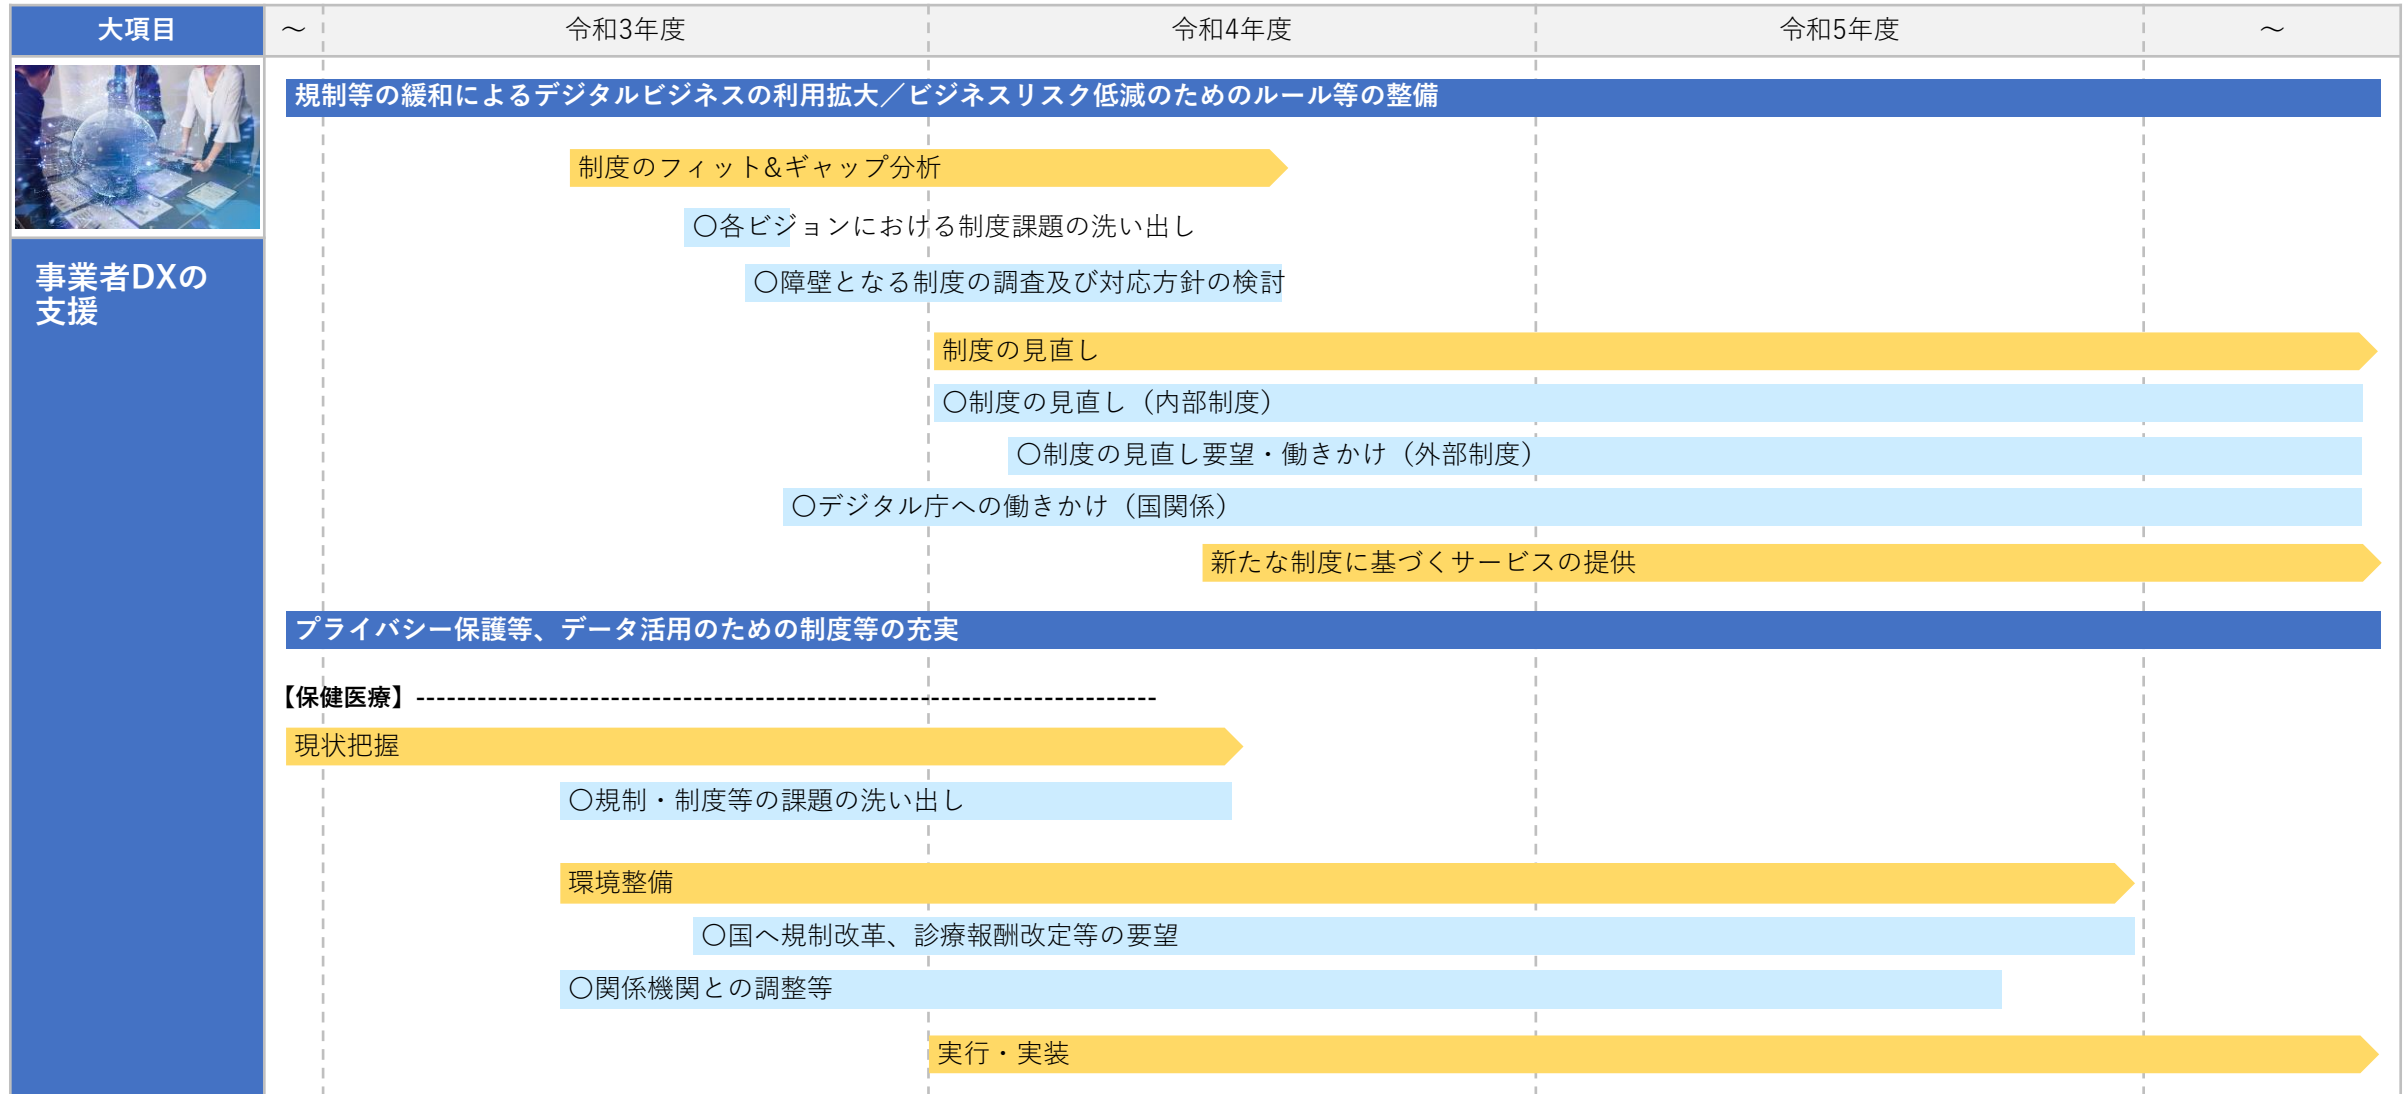 大項目
～
令和3年度
令和4年度
令和5年度
～
事業者DXの
支援
規制等の緩和によるデジタルビジネスの利用拡大／ビジネスリスク低減のためのルール等の整備
制度のフィット&ギャップ分析
〇各ビジョンにおける制度課題の洗い出し
〇障壁となる制度の調査及び対応方針の検討
制度の見直し
〇制度の見直し（内部制度）
〇制度の見直し要望・働きかけ（外部制度）
〇デジタル庁への働きかけ（国関係）
新たな制度に基づくサービスの提供
プライバシー保護等、データ活用のための制度等の充実
【保健医療】--------------------------------------------------------------------------
現状把握
〇規制・制度等の課題の洗い出し
環境整備
〇国へ規制改革、診療報酬改定等の要望
〇関係機関との調整等
実行・実装